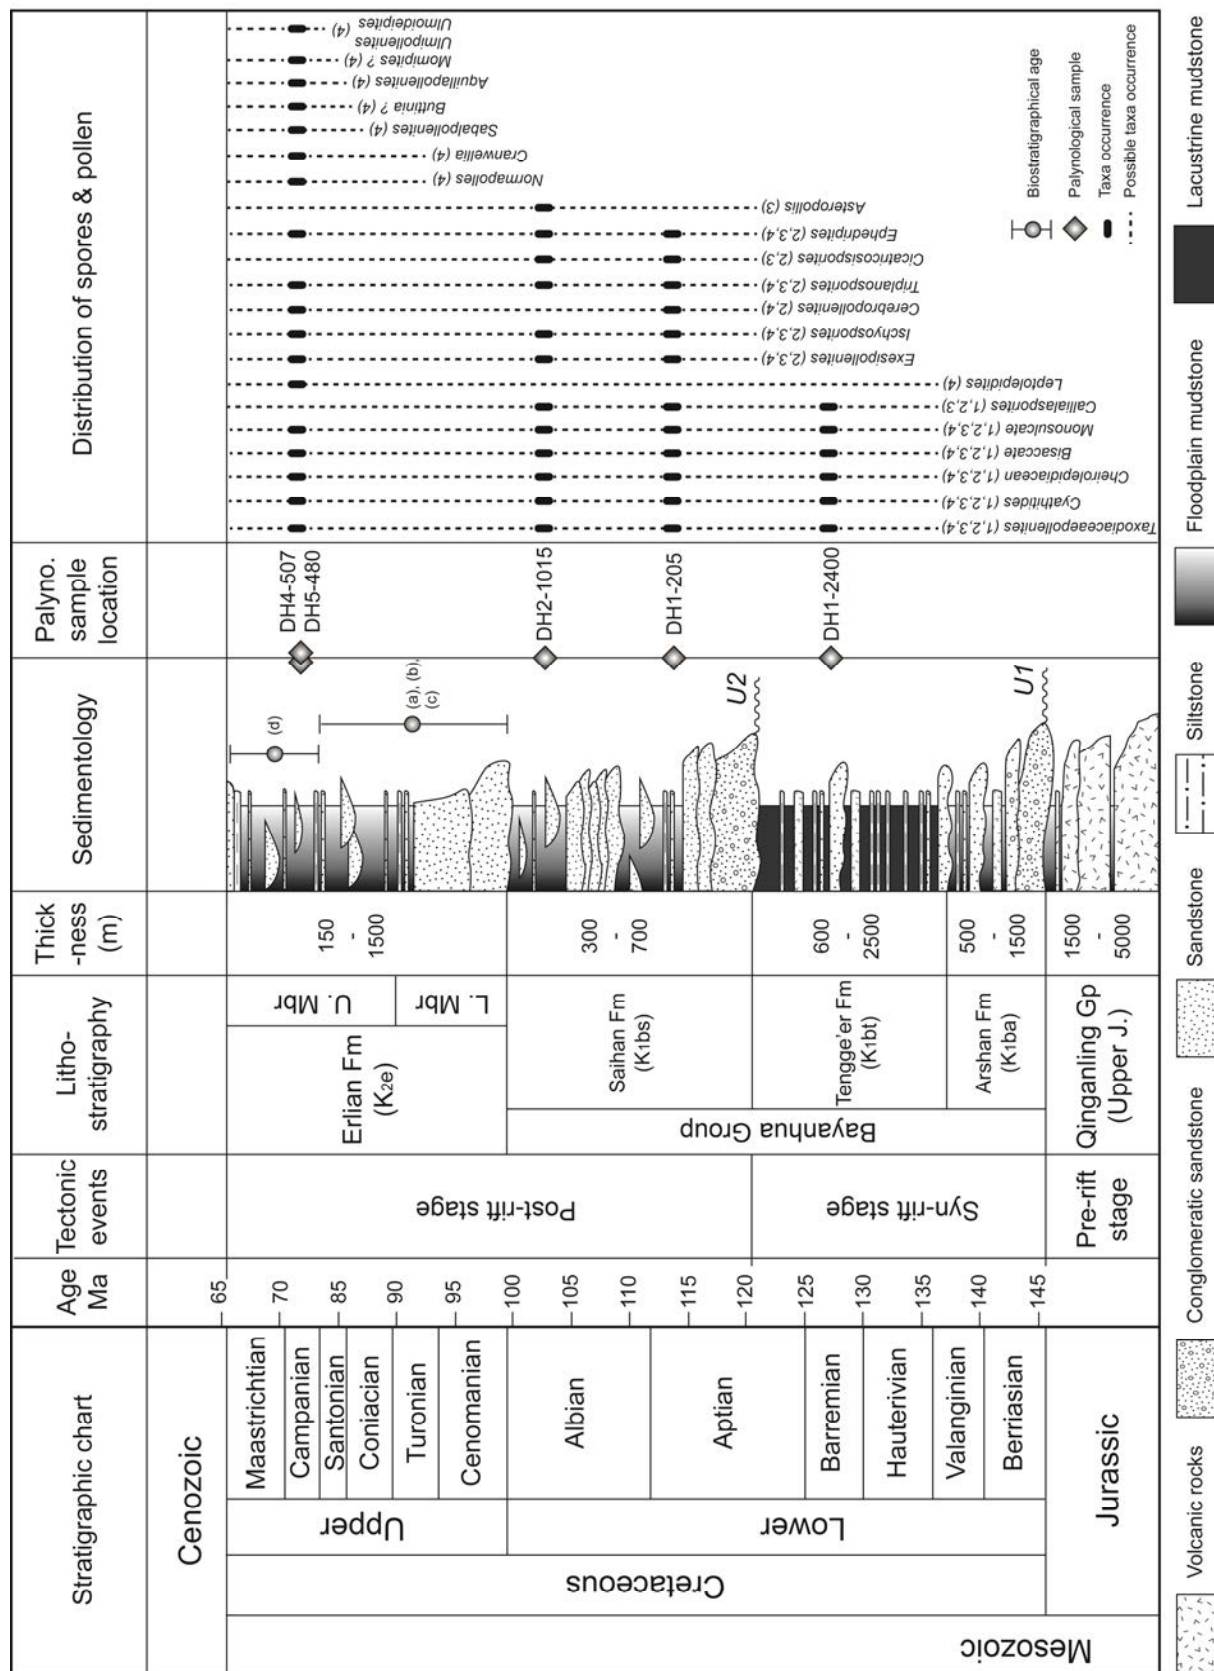 Stratigraphic chart
Age
Ma
Tectonic
events
Litho-
stratigraphy
Thick
-ness
(m)
Sedimentology
Palyno.
sample
location
Distribution of spores & pollen
Mesozoic
Cenozoic
Cretaceous
Jurassic
Upper
Lower
Maastrichtian
Campanian
Santonian
Coniacian
Turonian
Cenomanian
Albian
Aptian
Barremian
Hauterivian
Valanginian
Berriasian
65
70
85
90
95
100
105
110
115
120
125
130
135
140
145
Post-rift stage
Syn-rift stage
Pre-rift
stage
Erlian Fm
(K2e)
U. Mbr
L. Mbr
Bayanhua Group
Saihan Fm
(K1bs)
Tengge'er Fm
(K1bt)
Arshan Fm
(K1ba)
Qinganling Gp
(Upper J.)
150
-
1500
300
-
700
600
-
2500
500
-
1500
1500
-
5000
(d)
(a), (b),
(c)
U2
U1
DH4-507
DH5-480
DH2-1015
DH1-205
DH1-2400
Taxodiaceaepollenites (1,2,3,4)
Cyathitides (1,2,3,4)
Cheirolepidiacean (1,2,3,4)
Bisaccate (1,2,3,4)
Monosulcate (1,2,3,4)
Callialasporites (1,2,3)
Leptolepidites (4)
Exesipollenites (2,3,4)
Ischyosporites (2,3,4)
Cerebropollenites (2,4)
Triplanosporites (2,3,4)
Cicatricosisporites (2,3)
Ephedripites (2,3,4)
Asteropollis (3)
Normapolles (4)
Cranwellia (4)
Sabalpollenites (4)
Buttinia ? (4)
Aquillapollenites (4)
Momipites ? (4)
Ulmipollenites
Ulmoideipites (4)
Biostratigraphical age
Palynological sample
Taxa occurrence
Possible taxa occurrence
Volcanic rocks
Conglomeratic sandstone
Sandstone
Siltstone
Floodplain mudstone
Lacustrine mudstone